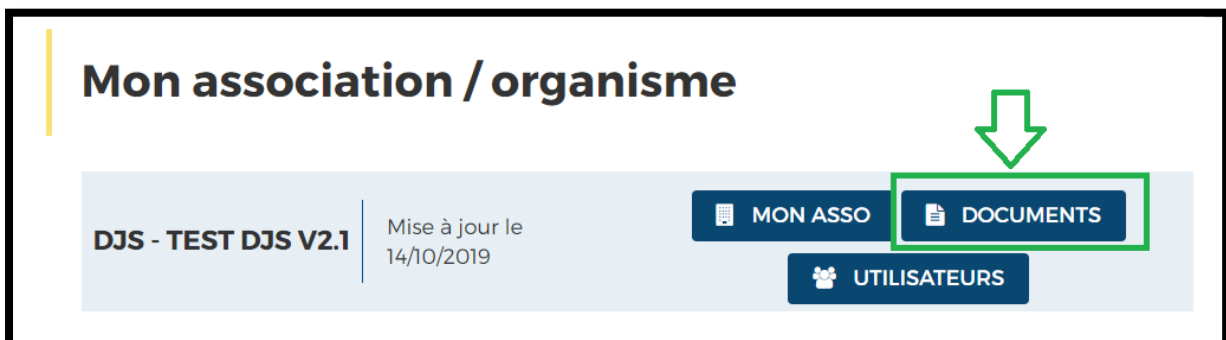 Mon association / organisme
DJS - TEST DJS V2.1
Mise à jour le
14/10/2019
MON ASSO
DOCUMENTS
UTILISATEURS